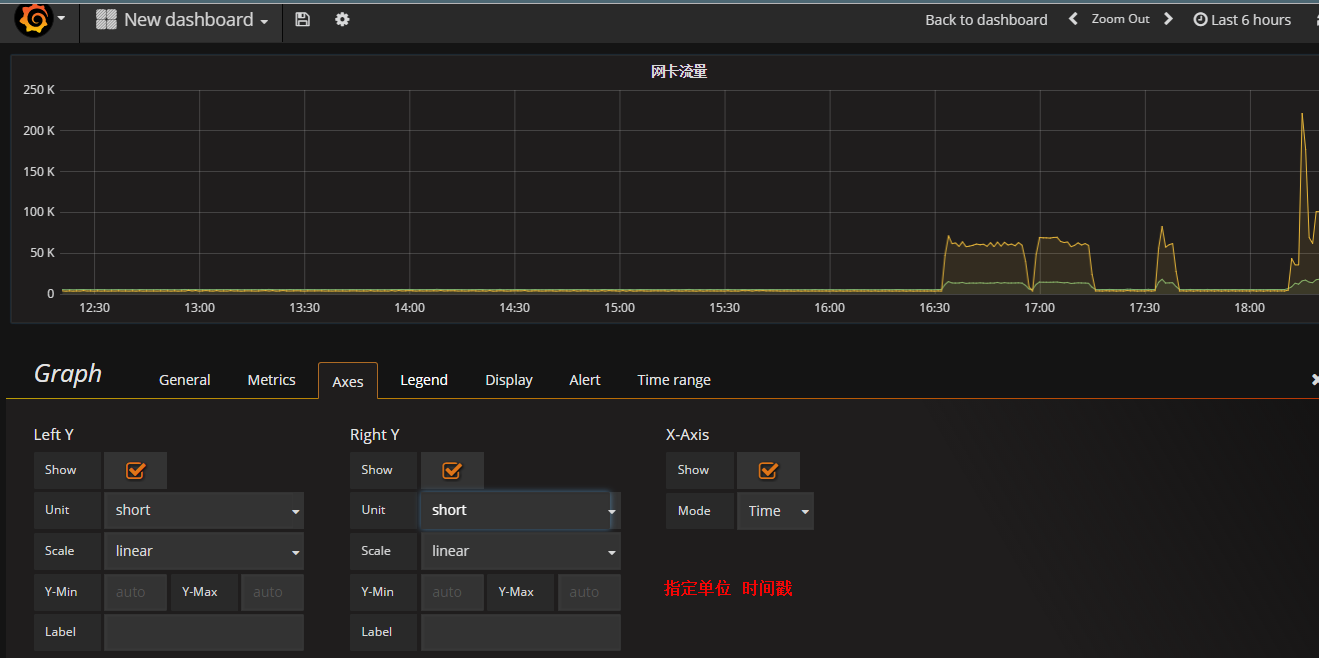 New dashboard
Back to dashboard Zoom Out Last 6 hours
网卡流量
250 K
200 K
150 K
100 K
50 K
0
12:30 13:00 13:30 14:00 14:30 15:00 15:30 16:00 16:30 17:00 17:30 18:00
Graph General Metrics Axes Legend Display Alert Time range
Left Y Right Y X-Axis
Show Show Show
Unit short Unit short Mode Time
Scale linear Scale linear
Y-Min auto Y-Max auto Y-Min auto Y-Max auto
指定单位 时间戳
Label Label